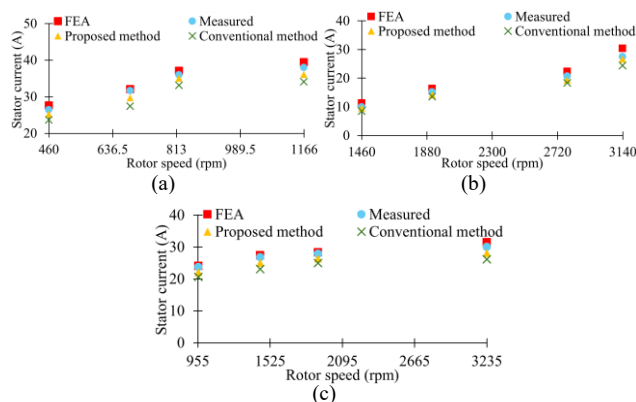 FEA
Measured
Proposed method
Conventional method
Stator current (A)
50
40
30
20
460
636.5
813
989.5
1166
Rotor speed (rpm)
(a)
FEA
Measured
Proposed method
Conventional method
Stator current (A)
40
30
20
10
0
1460
1880
2300
2720
3140
Rotor speed (rpm)
(b)
FEA
Measured
Proposed method
Conventional method
Stator current (A)
40
30
20
10
0
955
1525
2095
2665
3235
Rotor speed (rpm)
(c)